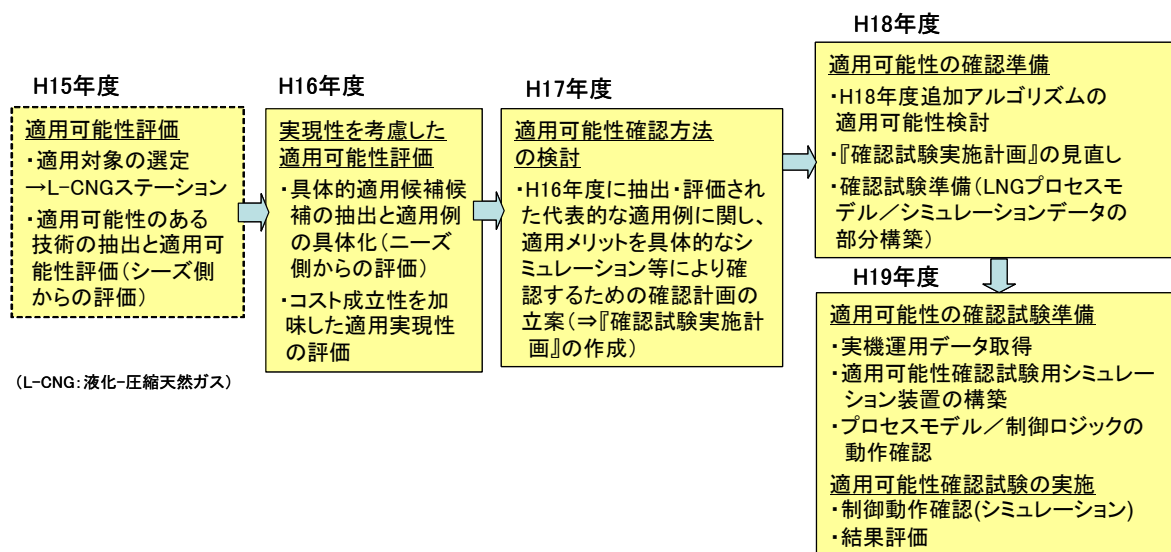 H15年度
適用可能性評価
・適用対象の選定
→L-CNGステーション
・適用可能性のある
技術の抽出と適用可
能性評価(シーズ側
からの評価)
(L-CNG:液化-圧縮天然ガス)
H16年度
実現性を考慮した
適用可能性評価
・具体的適用候補候
補の抽出と適用例
の具体化(ニーズ
側からの評価)
・コスト成立性を加
味した適用実現性
の評価
H17年度
適用可能性確認方法
の検討
・H16年度に抽出・評価され
た代表的な適用例に関し、
適用メリットを具体的なシ
ミュレーション等により確
認するための確認計画の
立案(⇒『確認試験実施計
画』の作成)
H18年度
適用可能性の確認準備
・H18年度追加アルゴリズムの
適用可能性検討
・『確認試験実施計画』の見直し
・確認試験準備(LNGプロセスモ
デル/シミュレーションデータの
部分構築)
H19年度
適用可能性の確認試験準備
・実機運用データ取得
・適用可能性確認試験用シミュレー
ション装置の構築
・プロセスモデル/制御ロジックの
動作確認
適用可能性確認試験の実施
・制御動作確認(シミュレーション)
・結果評価